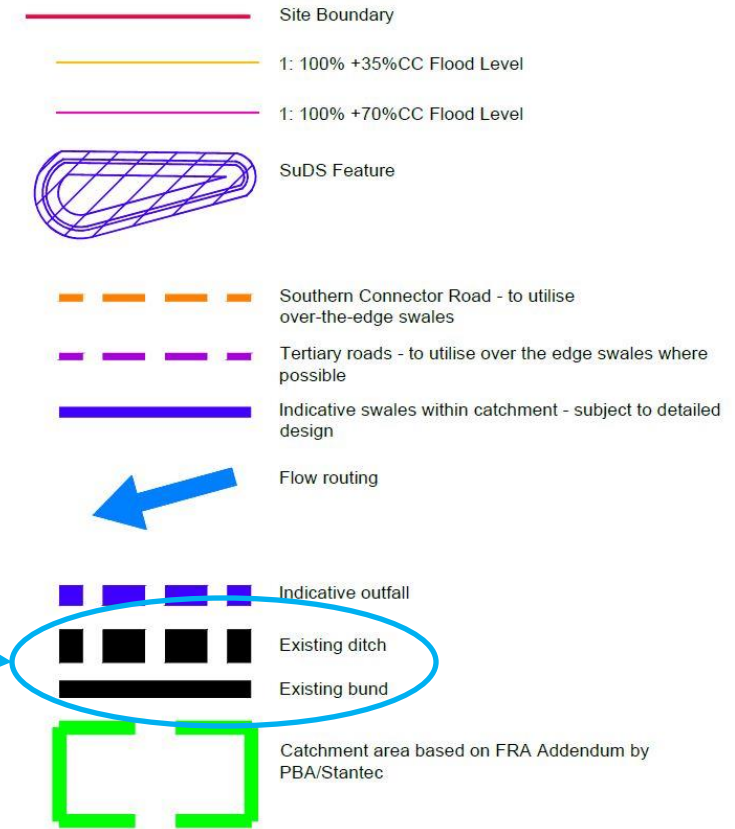 Site Boundary
1: 100% +35%CC Flood Level
1: 100% +70%CC Flood Level
SuDS Feature
Southern Connector Road - to utilise
over-the-edge swales
Tertiary roads - to utilise over the edge swales where
possible
Indicative swales within catchment - subject to detailed
design
Flow routing
Indicative outfall
Existing ditch
Existing bund
Catchment area based on FRA Addendum by
PBA/Stantec